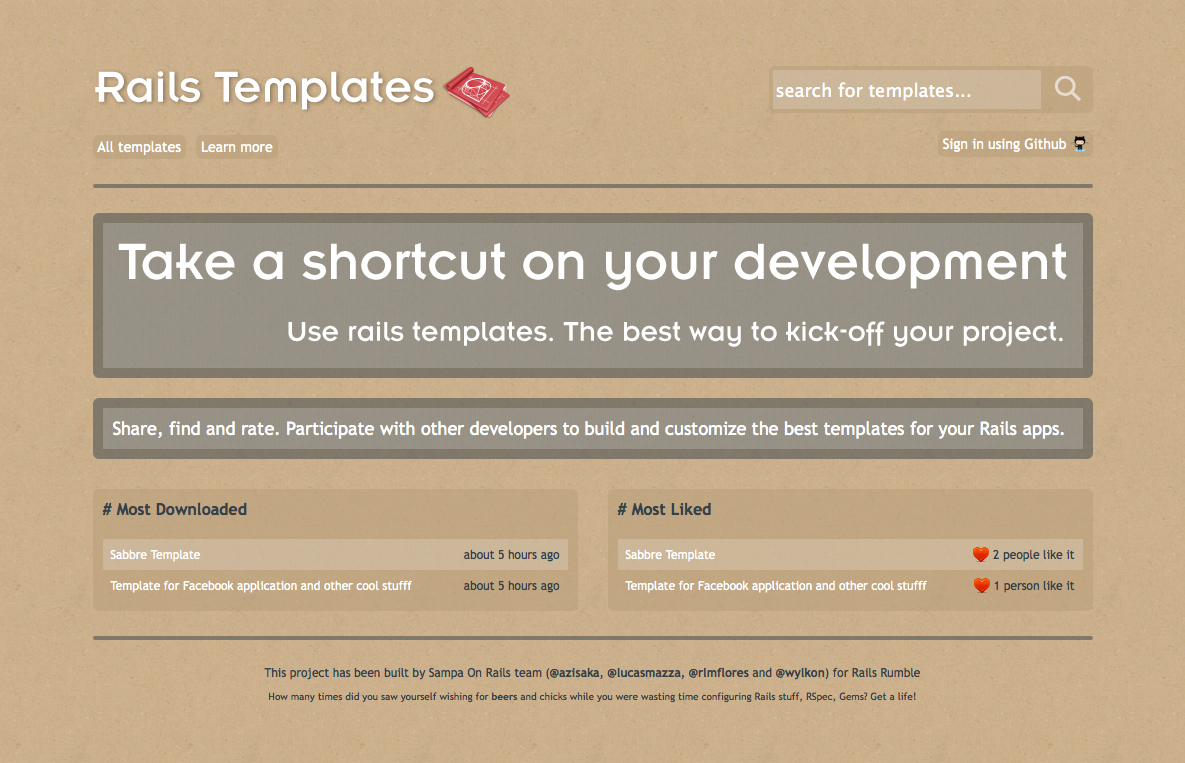 Rails Templates
search for templates...
All templates
Learn more
Sign in using Github
Take a shortcut on your development
Use rails templates. The best way to kick-off your project.
Share, find and rate. Participate with other developers to build and customize the best templates for your Rails apps.
# Most Downloaded
Sabbre Template about 5 hours ago
Template for Facebook application and other cool stufff about 5 hours ago
# Most Liked
Sabbre Template 2 people like it
Template for Facebook application and other cool stufff 1 person like it
This project has been built by Sampa On Rails team (@azisaka, @lucasmazza, @rlmflores and @wylkon) for Rails Rumble
How many times did you saw yourself wishing for beers and chicks while you were wasting time configuring Rails stuff, RSpec, Gems? Get a life!